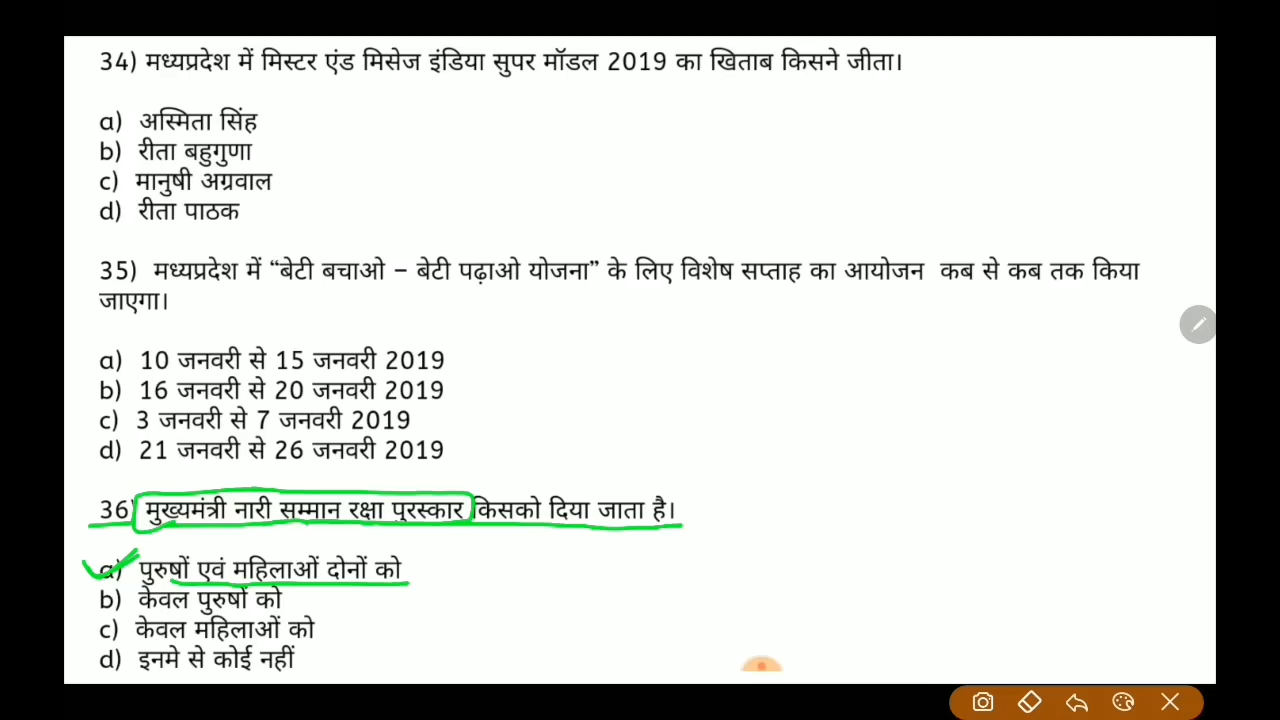 34) मध्यप्रदेश में मिस्टर एंड मिसेज इंडिया सुपर मॉडल 2019 का खिताब किसने जीता।
a) अस्मिता सिंह
b) रीता बहुगुणा
c) मानुषी अग्रवाल
d) रीता पाठक
35) मध्यप्रदेश में “बेटी बचाओ – बेटी पढ़ाओ योजना” के लिए विशेष सप्ताह का आयोजन कब से कब तक किया
जाएगा।
a) 10 जनवरी से 15 जनवरी 2019
b) 16 जनवरी से 20 जनवरी 2019
c) 3 जनवरी से 7 जनवरी 2019
d) 21 जनवरी से 26 जनवरी 2019
36) मुख्यमंत्री नारी सम्मान रक्षा पुरस्कार किसको दिया जाता है।
a) पुरुषों एवं महिलाओं दोनों को
b) केवल पुरुषों को
c) केवल महिलाओं को
d) इनमे से कोई नहीं